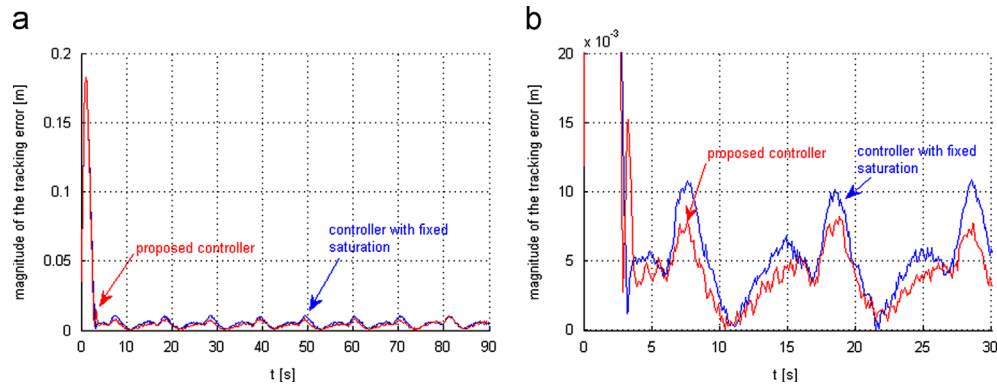 a
magnitude of the tracking error [m]
0.2
0.15
0.1
0.05
0
proposed controller
controller with fixed
saturation
0 10 20 30 40 50 60 70 80 90
t [s]
b
x 10⁻³
magnitude of the tracking error [m]
20
15
10
5
0
proposed controller
controller with fixed
saturation
0 5 10 15 20 25 30
t [s]